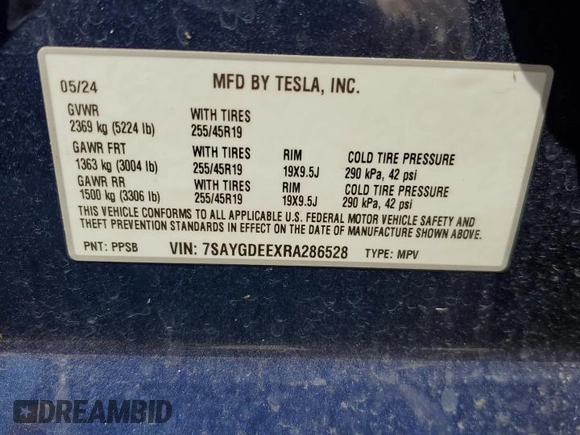 05/24 MFD BY TESLA, INC.
GVWR WITH TIRES
2369 kg (5224 lb) 255/45R19
GAWR FRT WITH TIRES RIM COLD TIRE PRESSURE
1363 kg (3004 lb) 255/45R19 19X9.5J 290 kPa, 42 psi
GAWR RR WITH TIRES RIM COLD TIRE PRESSURE
1500 kg (3306 lb) 255/45R19 19X9.5J 290 kPa, 42 psi
THIS VEHICLE CONFORMS TO ALL APPLICABLE U.S. FEDERAL MOTOR VEHICLE SAFETY AND
THEFT PREVENTION STANDARDS IN EFFECT ON THE DATE OF MANUFACTURE SHOWN ABOVE.
PNT: PPSB VIN: 7SAYGDEEXRA286528 TYPE: MPV
DREAMBID